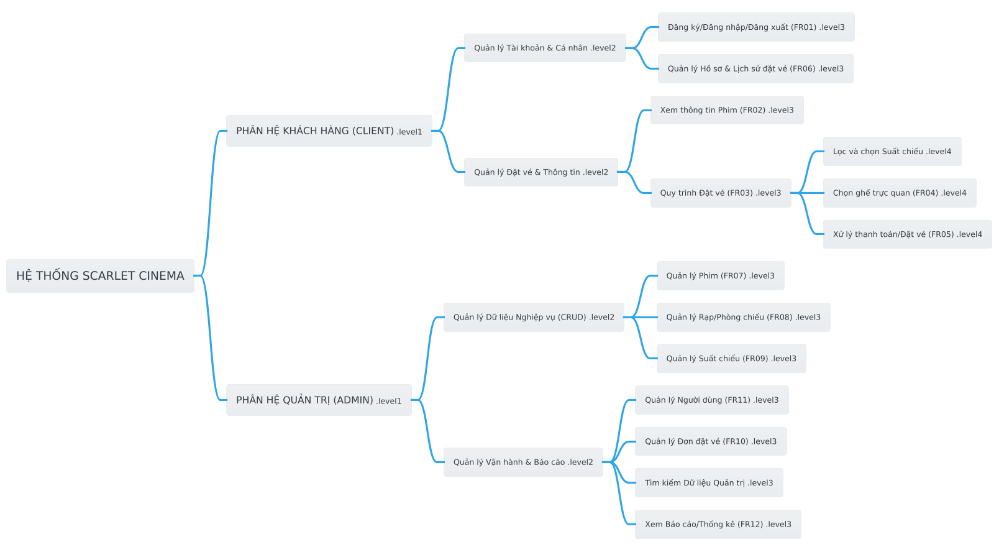 HỆ THỐNG SCARLET CINEMA
PHÂN HỆ KHÁCH HÀNG (CLIENT) .level1
Quản lý Tài khoản & Cá nhân .level2
Đăng ký/Đăng nhập/Đăng xuất (FR01) .level3
Quản lý Hồ sơ & Lịch sử đặt vé (FR06) .level3
Quản lý Đặt vé & Thông tin .level2
Xem thông tin Phim (FR02) .level3
Quy trình Đặt vé (FR03) .level3
Lọc và chọn Suất chiếu .level4
Chọn ghế trực quan (FR04) .level4
Xử lý thanh toán/Đặt vé (FR05) .level4
PHÂN HỆ QUẢN TRỊ (ADMIN) .level1
Quản lý Dữ liệu Nghiệp vụ (CRUD) .level2
Quản lý Phim (FR07) .level3
Quản lý Rạp/Phòng chiếu (FR08) .level3
Quản lý Suất chiếu (FR09) .level3
Quản lý Vận hành & Báo cáo .level2
Quản lý Người dùng (FR11) .level3
Quản lý Đơn đặt vé (FR10) .level3
Tìm kiếm Dữ liệu Quản trị .level3
Xem Báo cáo/Thống kê (FR12) .level3